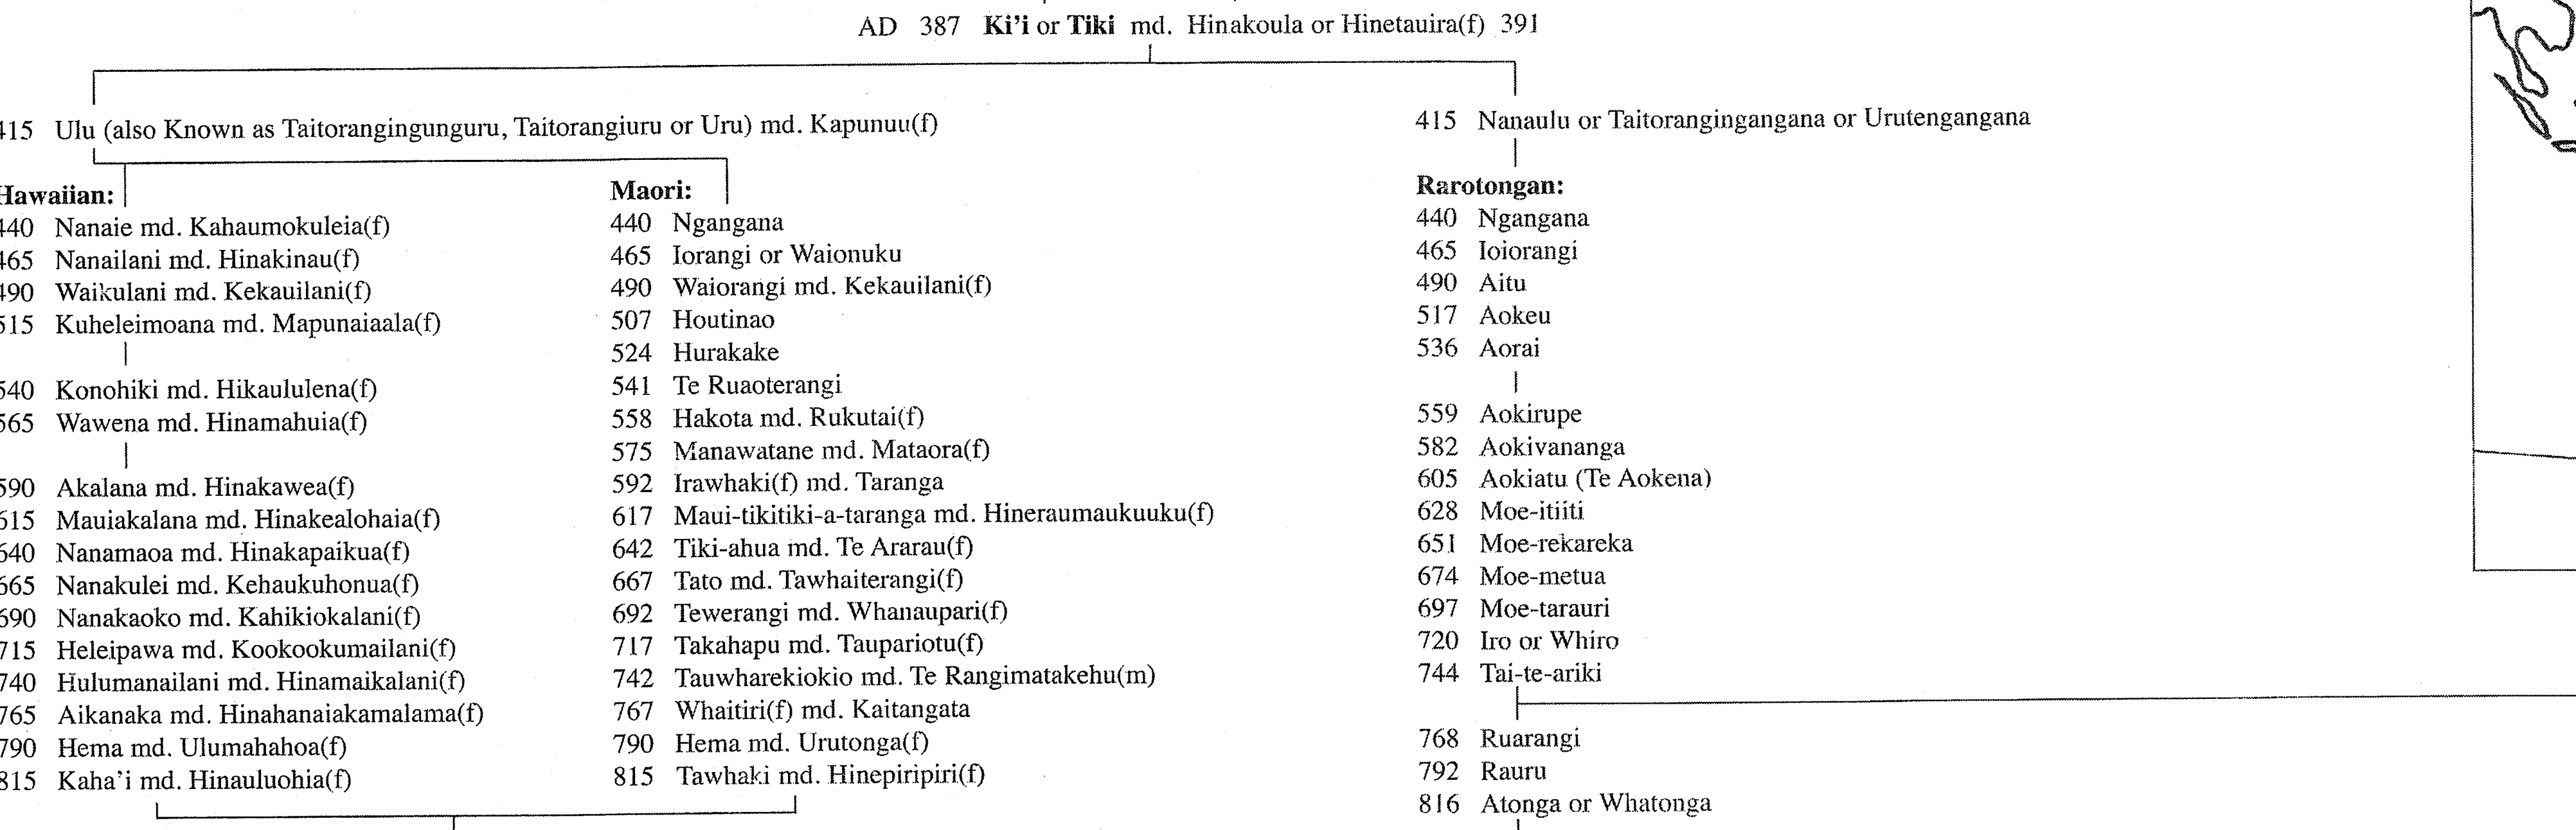 AD 387 Ki'i or Tiki md. Hinakoula or Hinetauira(f) 391
415 Ulu (also Known as Taitorangingunguru, Taitorangiuru or Uru) md. Kapunuu(f)
415 Nanaulu or Taitorangingangana or Urutengangana
Hawaiian:
440 Nanaie md. Kahaumokuleia(f)
465 Nanailani md. Hinakinau(f)
490 Waikulani md. Kekauilani(f)
515 Kuheleimoana md. Mapunaiaala(f)
540 Konohiki md. Hikaululena(f)
565 Wawena md. Hinamahuia(f)
590 Akalana md. Hinakawea(f)
615 Mauiakalana md. Hinakealohaia(f)
640 Nanamaoa md. Hinakapaikua(f)
665 Nanakulei md. Kehaukuhonua(f)
690 Nanakaoko md. Kahikiokalani(f)
715 Heleipawa md. Kookookumailani(f)
740 Hulumanailani md. Hinamaikalani(f)
765 Aikanaka md. Hinahanaiakamalama(f)
790 Hema md. Ulumahahoa(f)
815 Kaha'i md. Hinauluohia(f)
Maori:
440 Ngangana
465 Iorangi or Waionuku
490 Waiorangi md. Kekauilani(f)
507 Houtinao
524 Hurakake
541 Te Ruaoterangi
558 Hakota md. Rukutai(f)
575 Manawatane md. Mataora(f)
592 Irawhaki(f) md. Taranga
617 Maui-tikitiki-a-taranga md. Hineraumaukuuku(f)
642 Tiki-ahua md. Te Ararau(f)
667 Tato md. Tawhaiterangi(f)
692 Tewerangi md. Whanaupari(f)
717 Takahapu md. Taupariotu(f)
742 Tauwharekiokio md. Te Rangimatakehu(m)
767 Whaitiri(f) md. Kaitangata
790 Hema md. Urutonga(f)
815 Tawhaki md. Hinepiripiri(f)
Rarotongan:
440 Ngangana
465 Ioiorangi
490 Aitu
517 Aokeu
536 Aorai
559 Aokirupe
582 Aokivananga
605 Aokiatu (Te Aokena)
628 Moe-itiiti
651 Moe-rekareka
674 Moe-metua
697 Moe-tarauri
720 Iro or Whiro
744 Tai-te-ariki
768 Ruarangi
792 Rauru
816 Atonga or Whatonga